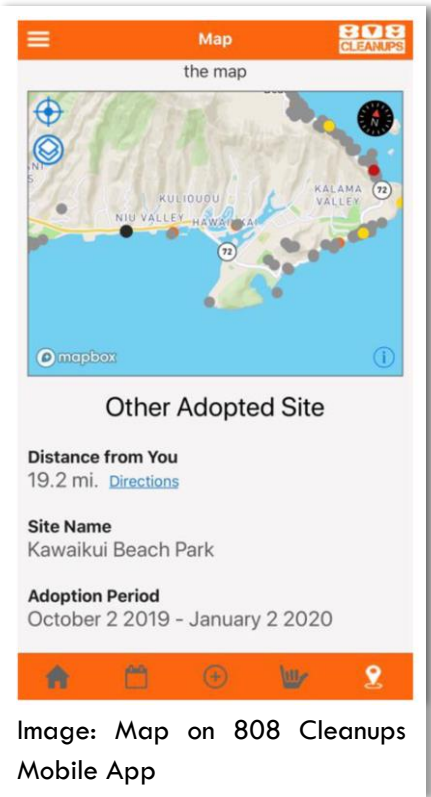 Map
808
CLEANUPS
the map
KULIOUOU
KALAMA
VALLEY
72
NIU VALLEY
HAWAI
KAI
72
mapbox
Other Adopted Site
Distance from You
19.2 mi. Directions
Site Name
Kawaikui Beach Park
Adoption Period
October 2 2019 - January 2 2020
Image: Map on 808 Cleanups
Mobile App